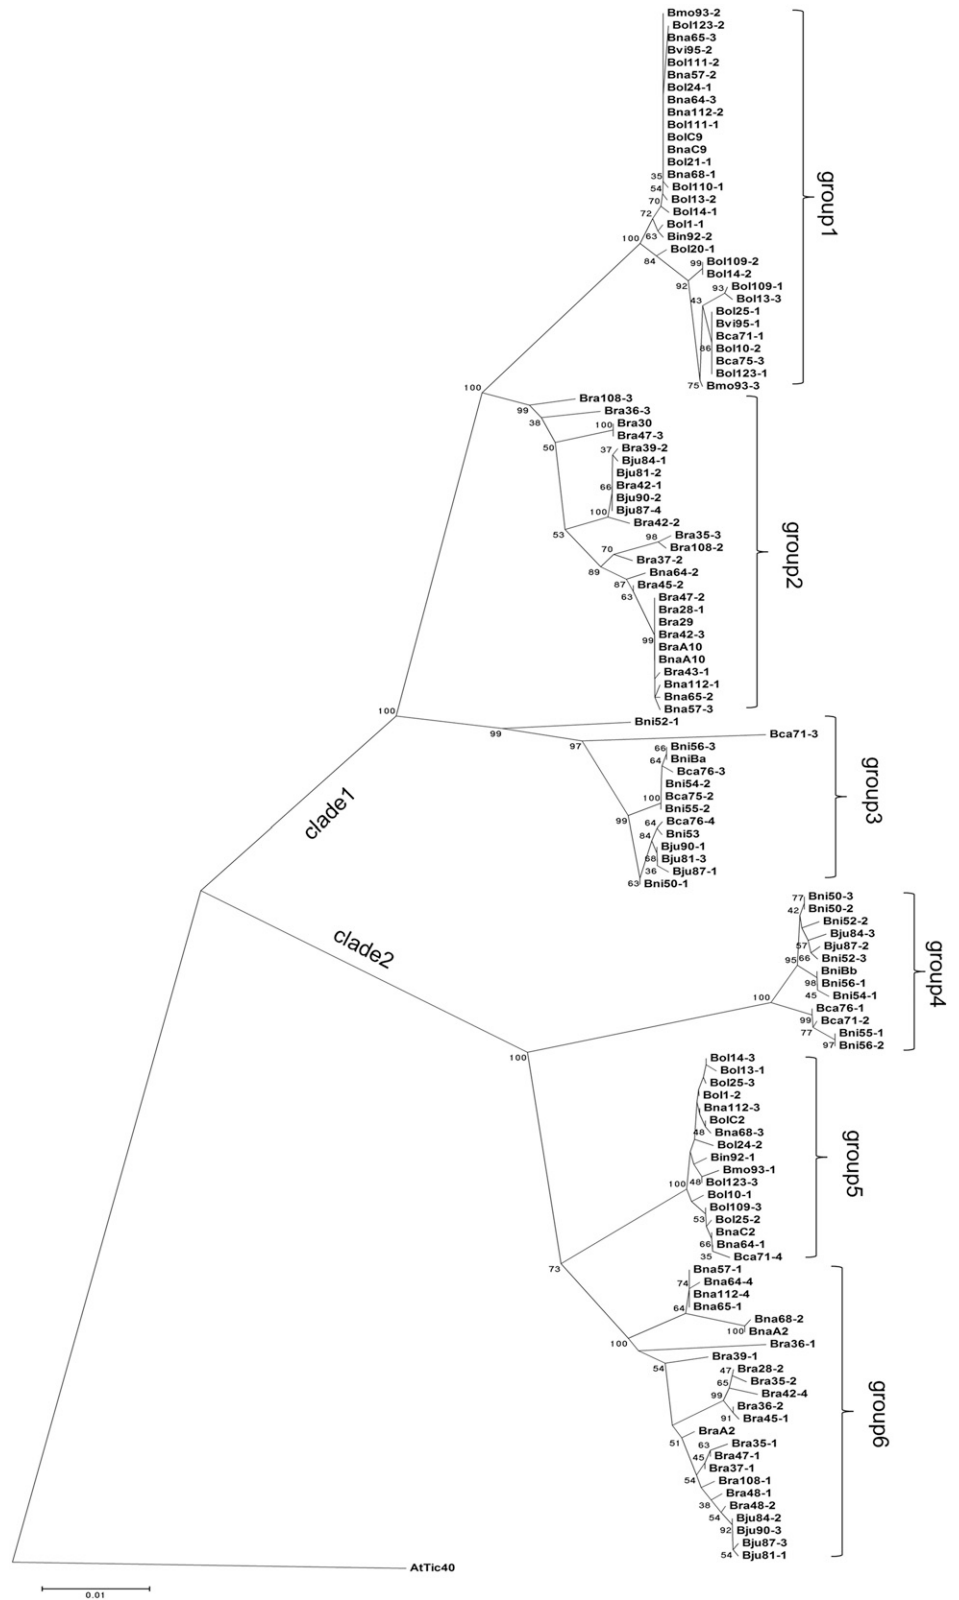 Bmo93-2
Bol123-2
Bna65-3
Bvi95-2
Bol111-2
Bna57-2
Bol24-1
Bna64-3
Bna112-2
Bol111-1
BolC9
BnaC9
Bol21-1
35 Bna68-1
54 Bol110-1
70 Bol13-2
72 Bol14-1
Bol1-1
100 63 Bin92-2
84 Bol20-1
99 Bol109-2
Bol14-2
92 93 Bol109-1
43 Bol13-3
Bol25-1
Bvi95-1
Bca71-1
86 Bol10-2
Bca75-3
Bol123-1
75 Bmo93-3
group1
100
99 Bra108-3
38 Bra36-3
100 Bra30
50 Bra47-3
37 Bra39-2
Bju84-1
Bju81-2
66 Bra42-1
Bju90-2
100 Bju87-4
53 Bra42-2
98 Bra35-3
70 Bra108-2
89 Bra37-2
87 Bna64-2
63 Bra45-2
Bra47-2
Bra28-1
Bra29
99 Bra42-3
BraA10
BnaA10
Bra43-1
Bna112-1
Bna65-2
Bna57-3
group2
100
99 Bni52-1
97 Bca71-3
66 Bni56-3
64 BniBa
Bca76-3
Bni54-2
100 Bca75-2
99 Bni55-2
64 Bca76-4
84 Bni53
Bju90-1
68 Bju81-3
36 Bju87-1
63 Bni50-1
group3
clade1
clade2
77 Bni50-3
42 Bni50-2
Bni52-2
Bju84-3
57 Bju87-2
95 66 Bni52-3
BniBb
98 Bni56-1
100 45 Bni54-1
Bca76-1
99 Bca71-2
77 Bni55-1
97 Bni56-2
group4
100
Bol14-3
Bol13-1
Bol25-3
Bol1-2
Bna112-3
BolC2
48 Bna68-3
Bol24-2
Bin92-1
Bmo93-1
100 48 Bol123-3
Bol10-1
Bol109-3
53 Bol25-2
BnaC2
66 Bna64-1
35 Bca71-4
group5
73
Bna57-1
74 Bna64-4
Bna112-4
64 Bna65-1
Bna68-2
100 BnaA2
100 Bra36-1
54 Bra39-1
47 Bra28-2
65 Bra35-2
99 Bra42-4
Bra36-2
91 Bra45-1
51 BraA2
63 Bra35-1
45 Bra47-1
Bra37-1
54 Bra108-1
Bra48-1
38 Bra48-2
54 Bju84-2
92 Bju90-3
Bju87-3
54 Bju81-1
group6
AtTic40
0.01